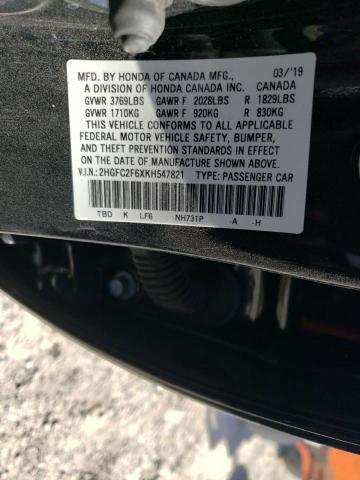 MFD. BY HONDA OF CANADA MFG., 03/'19
A DIVISION OF HONDA CANADA INC. CANADA
GVWR 3769LBS GAWR F 2028LBS R 1829LBS
GVWR 1710KG GAWR F 920KG R 830KG
THIS VEHICLE CONFORMS TO ALL APPLICABLE
FEDERAL MOTOR VEHICLE SAFETY, BUMPER,
AND THEFT PREVENTION STANDARDS IN EFFECT
ON THE DATE OF MANUFACTURE SHOWN ABOVE.
V.I.N.: 2HGFC2F6XKH547821 TYPE: PASSENGER CAR
TBD K LF6 NH731P -A -H